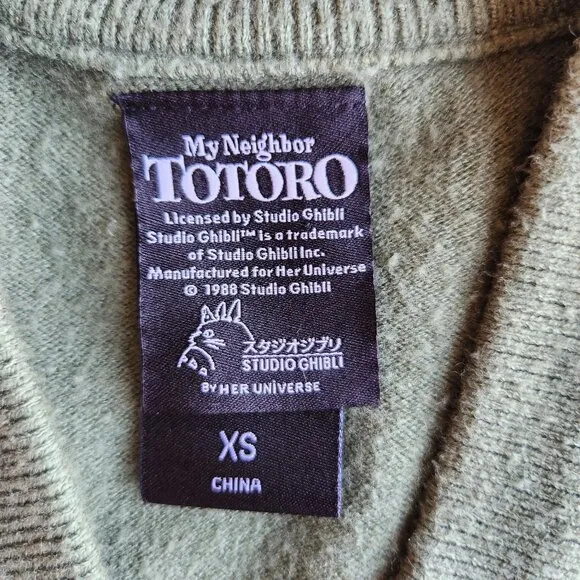 My Neighbor
TOTORO
Licensed by Studio Ghibli
Studio Ghibli™ is a trademark
of Studio Ghibli Inc.
Manufactured for Her Universe
© 1988 Studio Ghibli
スタジオジブリ
STUDIO GHIBLI
BY HER UNIVERSE
XS
CHINA